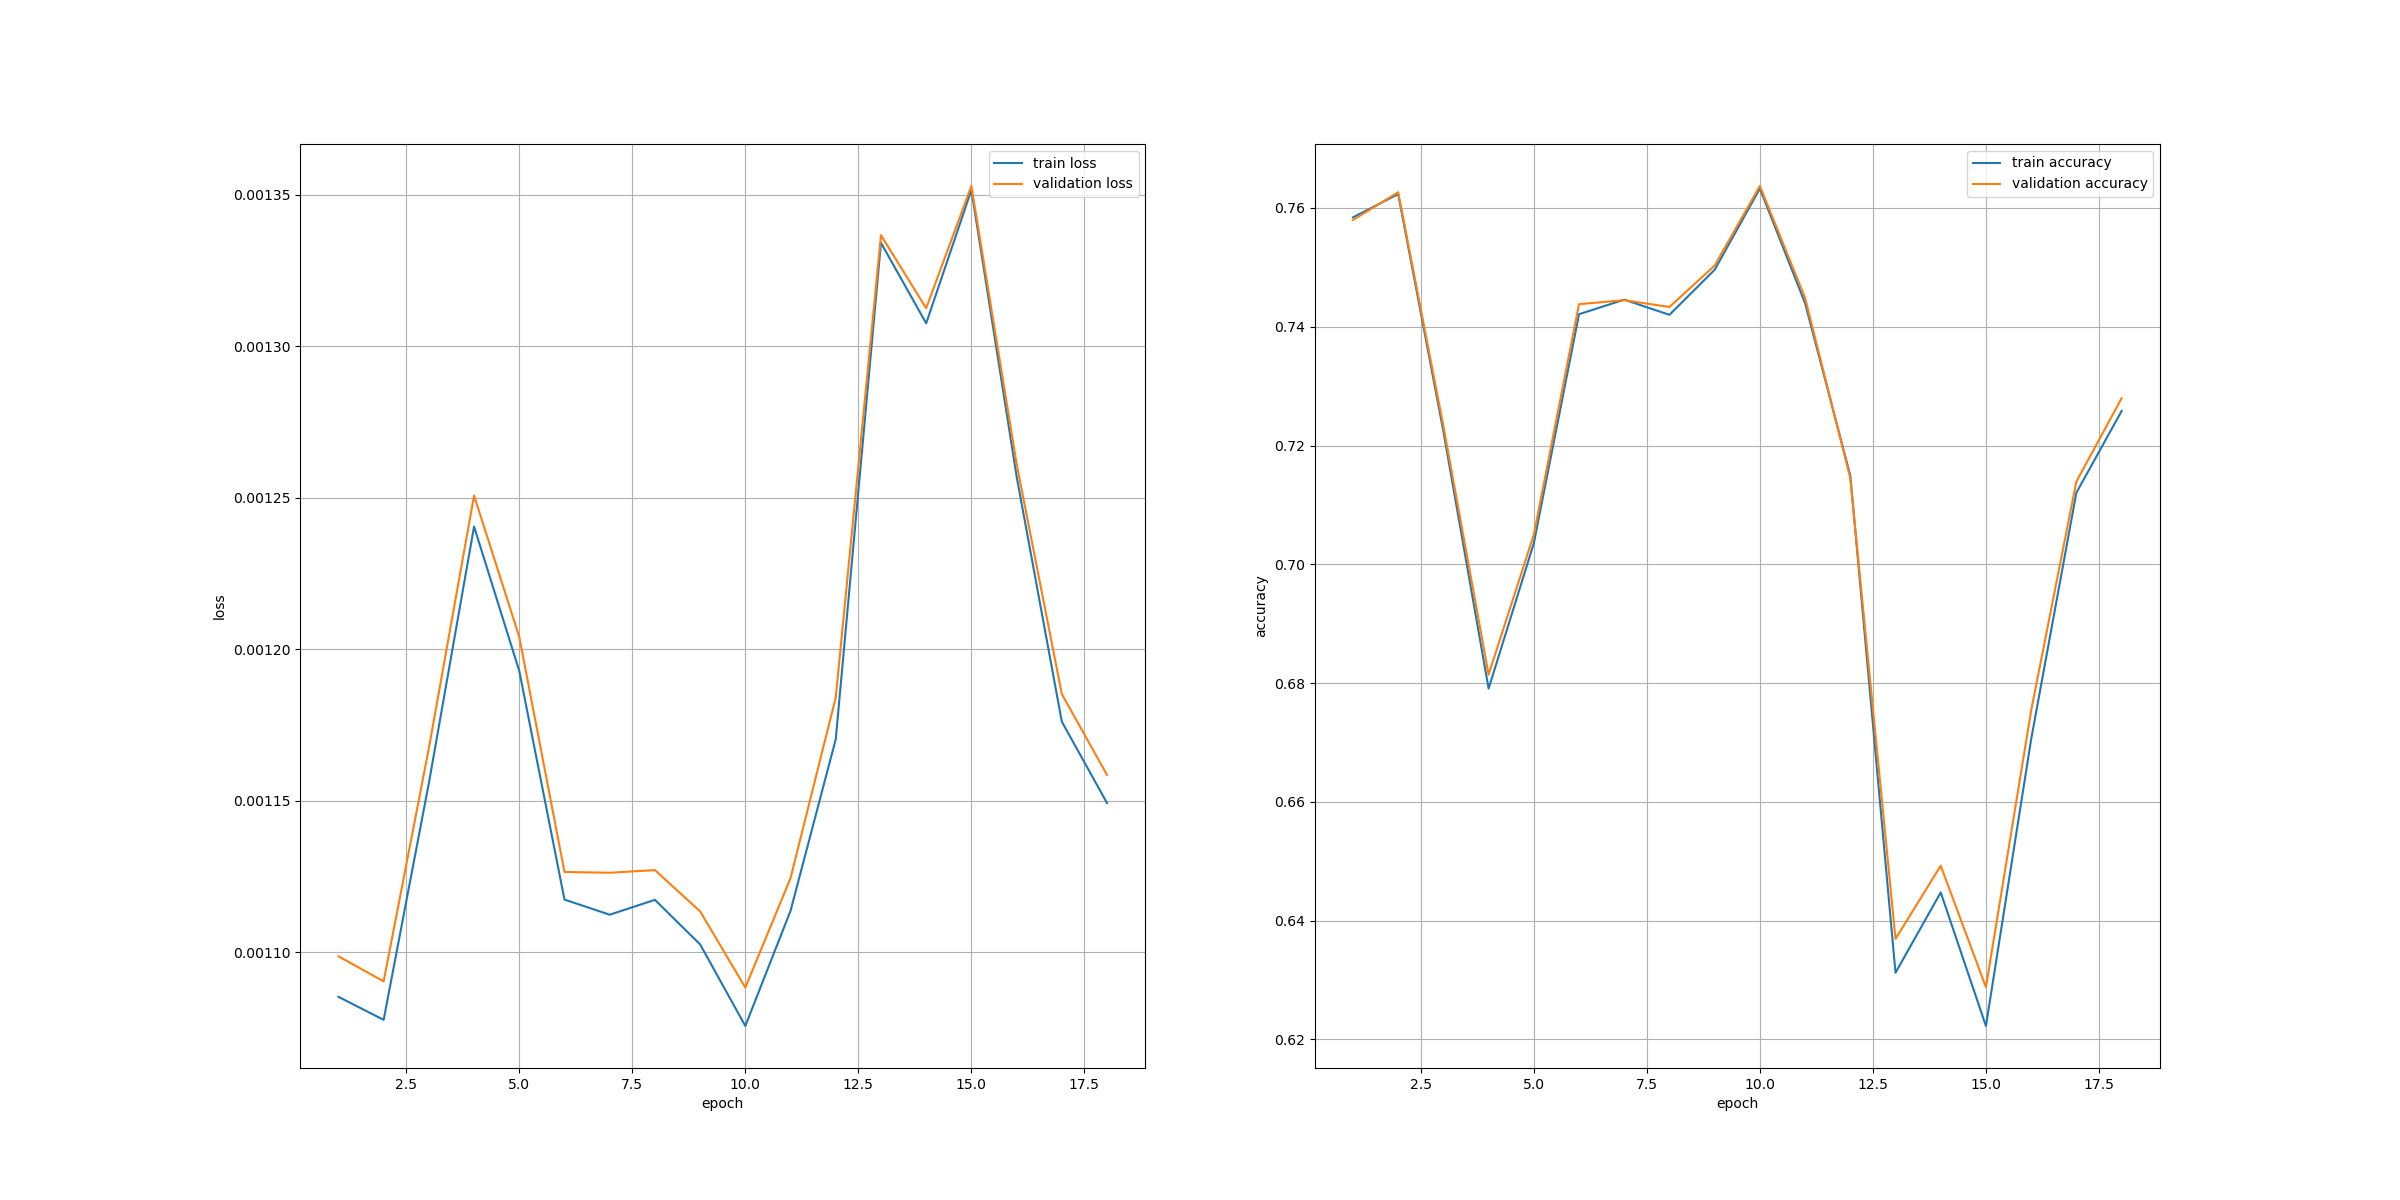 train loss
validation loss
0.00135
0.00130
0.00125
0.00120
0.00115
0.00110
loss
2.5 5.0 7.5 10.0 12.5 15.0 17.5
epoch
train accuracy
validation accuracy
0.76
0.74
0.72
0.70
0.68
0.66
0.64
0.62
accuracy
2.5 5.0 7.5 10.0 12.5 15.0 17.5
epoch